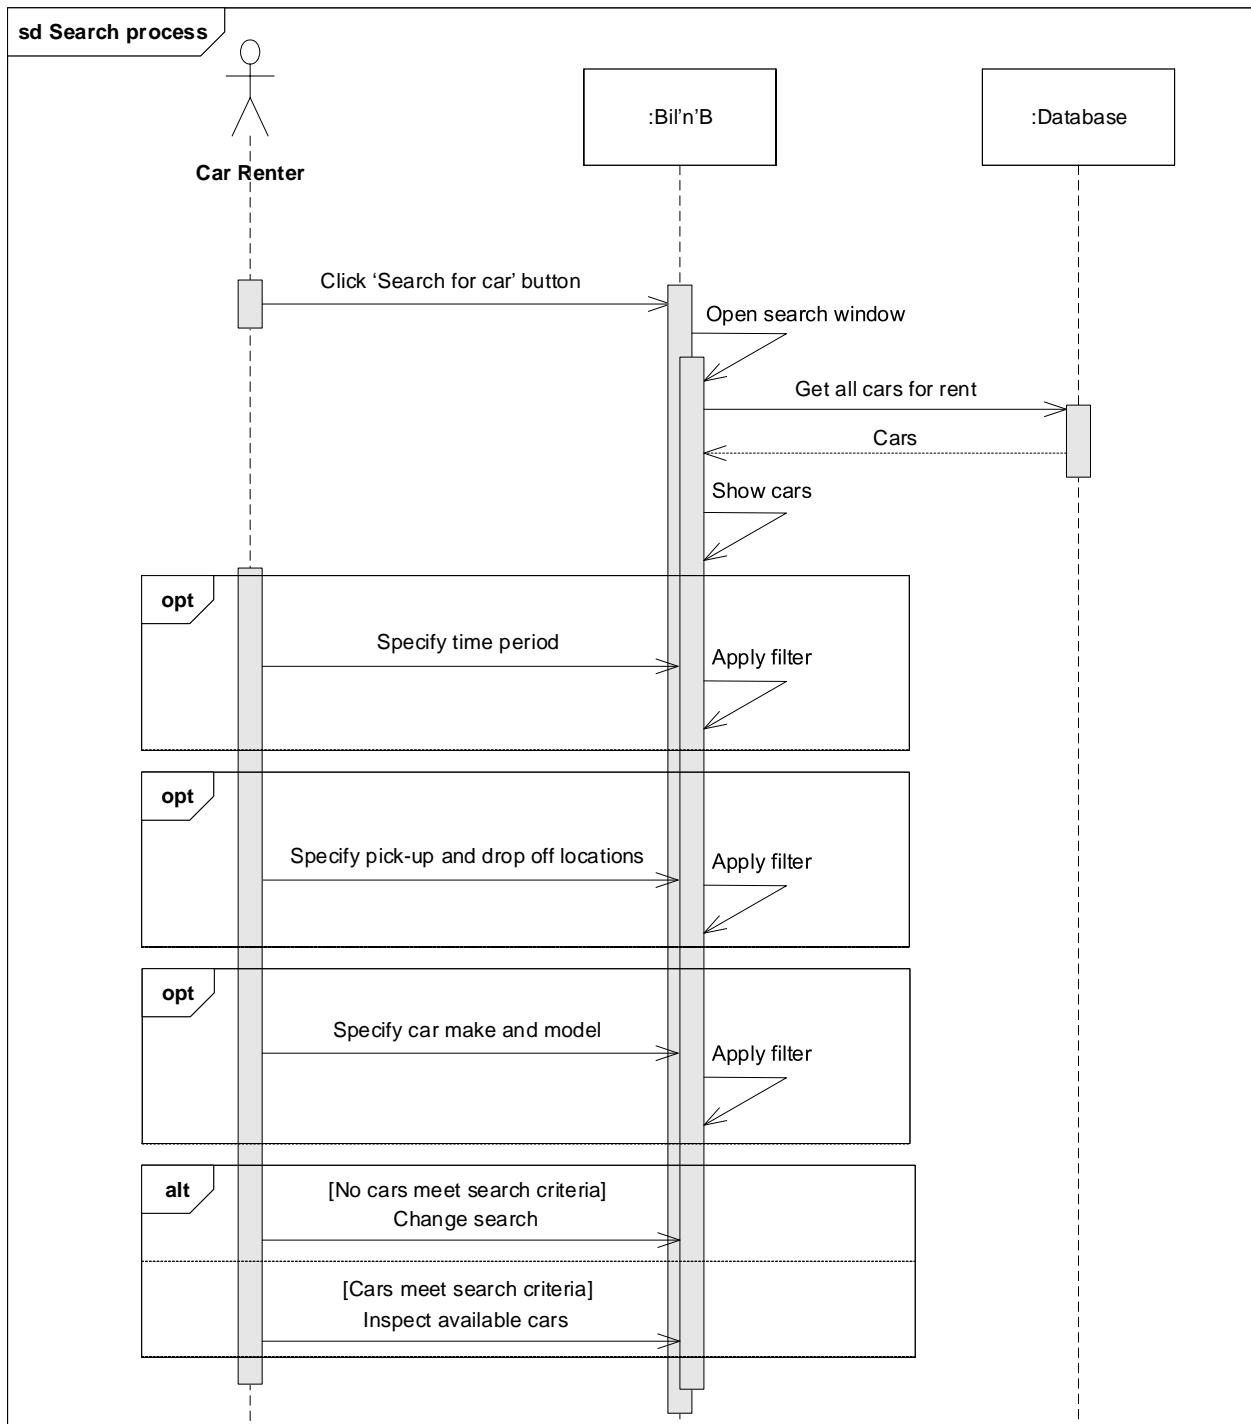 sd Search process
Car Renter
:Bil’n’B
:Database
Click ‘Search for car’ button
Open search window
Get all cars for rent
Cars
Show cars
opt
Specify time period
Apply filter
opt
Specify pick-up and drop off locations
Apply filter
opt
Specify car make and model
Apply filter
alt
[No cars meet search criteria]
Change search
[Cars meet search criteria]
Inspect available cars